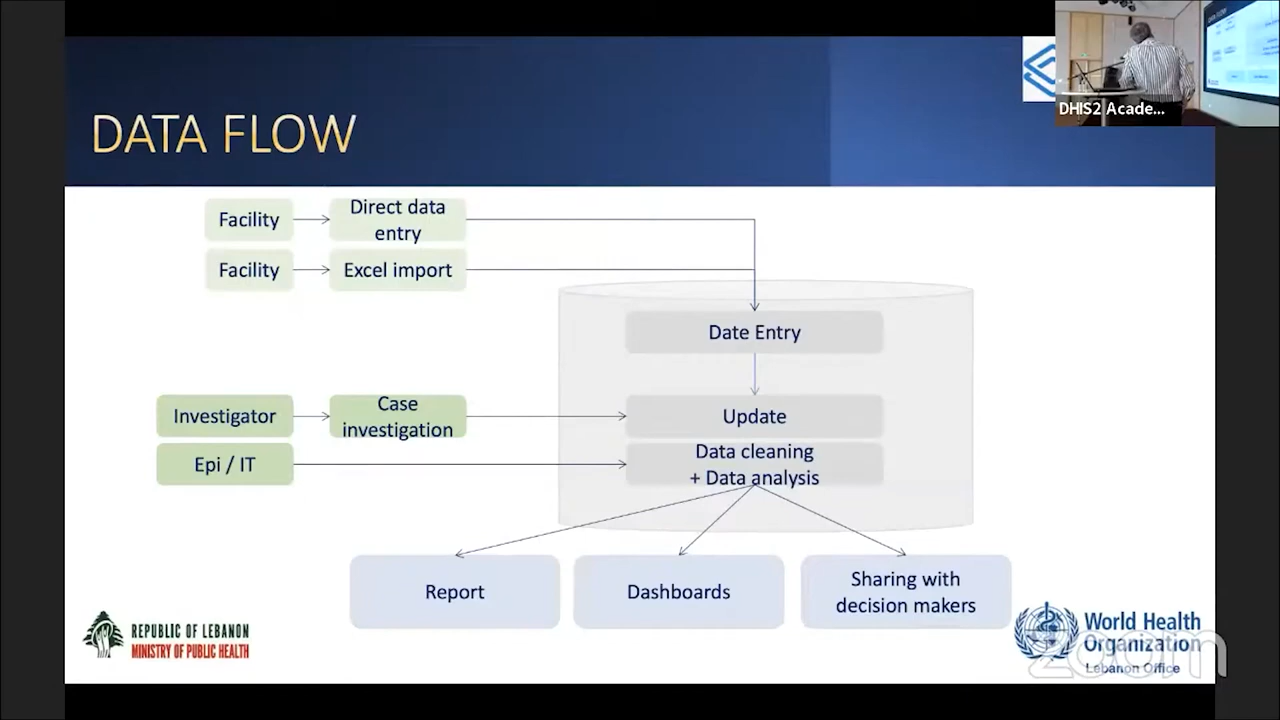 DHIS2 Acade...
DATA FLOW
Facility
Direct data
entry
Facility
Excel import
Date Entry
Investigator
Case
investigation
Update
Epi / IT
Data cleaning
+ Data analysis
Report
Dashboards
Sharing with
decision makers
REPUBLIC OF LEBANON
MINISTRY OF PUBLIC HEALTH
World Health
Organization
Lebanon Office
zoom